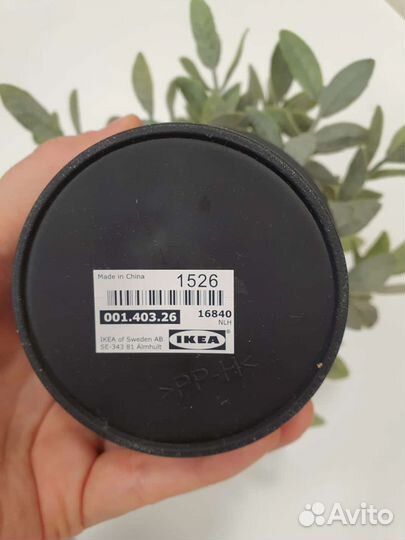 Made in China 1526
001.403.26 16840
NLH
IKEA of Sweden AB
SE-343 81 Älmhult
IKEA®
>PP-H<
Avito